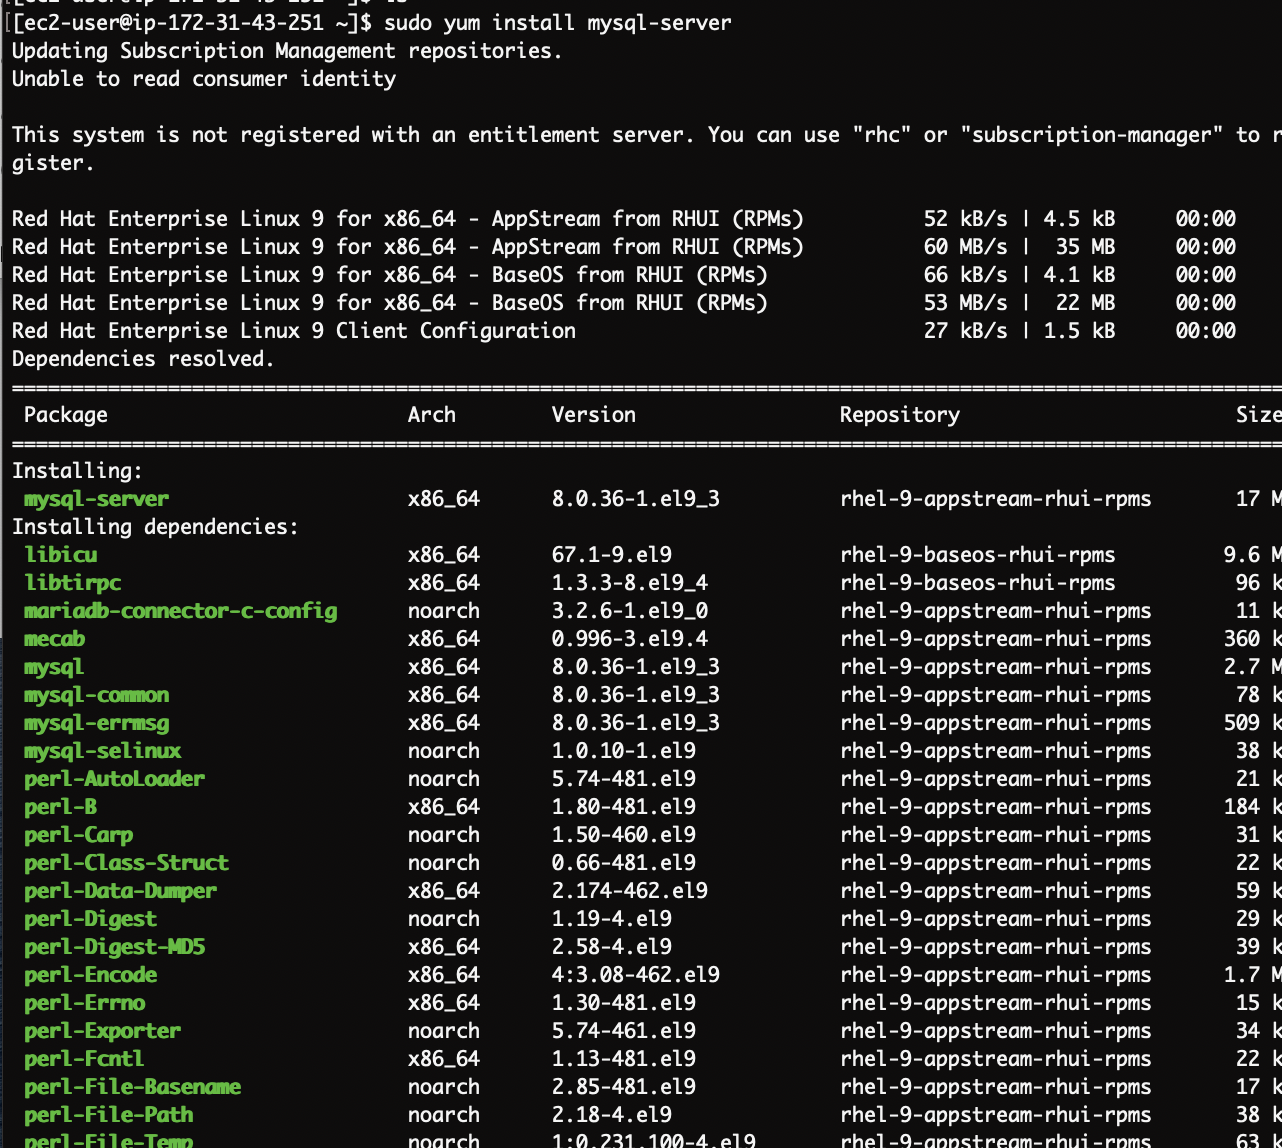 [ec2-user@ip-172-31-43-251 ~]$ ls
[[ec2-user@ip-172-31-43-251 ~]$ sudo yum install mysql-server
Updating Subscription Management repositories.
Unable to read consumer identity
This system is not registered with an entitlement server. You can use "rhc" or "subscription-manager" to r
gister.
Red Hat Enterprise Linux 9 for x86_64 - AppStream from RHUI (RPMs) 52 kB/s | 4.5 kB 00:00
Red Hat Enterprise Linux 9 for x86_64 - AppStream from RHUI (RPMs) 60 MB/s | 35 MB 00:00
Red Hat Enterprise Linux 9 for x86_64 - BaseOS from RHUI (RPMs) 66 kB/s | 4.1 kB 00:00
Red Hat Enterprise Linux 9 for x86_64 - BaseOS from RHUI (RPMs) 53 MB/s | 22 MB 00:00
Red Hat Enterprise Linux 9 Client Configuration 27 kB/s | 1.5 kB 00:00
Dependencies resolved.
Package Arch Version Repository Size
Installing:
mysql-server x86_64 8.0.36-1.el9_3 rhel-9-appstream-rhui-rpms 17 M
Installing dependencies:
libicu x86_64 67.1-9.el9 rhel-9-baseos-rhui-rpms 9.6 M
libtirpc x86_64 1.3.3-8.el9_4 rhel-9-baseos-rhui-rpms 96 k
mariadb-connector-c-config noarch 3.2.6-1.el9_0 rhel-9-appstream-rhui-rpms 11 k
mecab x86_64 0.996-3.el9.4 rhel-9-appstream-rhui-rpms 360 k
mysql x86_64 8.0.36-1.el9_3 rhel-9-appstream-rhui-rpms 2.7 M
mysql-common x86_64 8.0.36-1.el9_3 rhel-9-appstream-rhui-rpms 78 k
mysql-errmsg x86_64 8.0.36-1.el9_3 rhel-9-appstream-rhui-rpms 509 k
mysql-selinux noarch 1.0.10-1.el9 rhel-9-appstream-rhui-rpms 38 k
perl-AutoLoader noarch 5.74-481.el9 rhel-9-appstream-rhui-rpms 21 k
perl-B x86_64 1.80-481.el9 rhel-9-appstream-rhui-rpms 184 k
perl-Carp noarch 1.50-460.el9 rhel-9-appstream-rhui-rpms 31 k
perl-Class-Struct noarch 0.66-481.el9 rhel-9-appstream-rhui-rpms 22 k
perl-Data-Dumper x86_64 2.174-462.el9 rhel-9-appstream-rhui-rpms 59 k
perl-Digest noarch 1.19-4.el9 rhel-9-appstream-rhui-rpms 29 k
perl-Digest-MD5 x86_64 2.58-4.el9 rhel-9-appstream-rhui-rpms 39 k
perl-Encode x86_64 4:3.08-462.el9 rhel-9-appstream-rhui-rpms 1.7 M
perl-Errno x86_64 1.30-481.el9 rhel-9-appstream-rhui-rpms 15 k
perl-Exporter noarch 5.74-461.el9 rhel-9-appstream-rhui-rpms 34 k
perl-Fcntl x86_64 1.13-481.el9 rhel-9-appstream-rhui-rpms 22 k
perl-File-Basename noarch 2.85-481.el9 rhel-9-appstream-rhui-rpms 17 k
perl-File-Path noarch 2.18-4.el9 rhel-9-appstream-rhui-rpms 38 k
perl-File-Temp noarch 1:0.231.100-4.el9 rhel-9-appstream-rhui-rpms 63 k